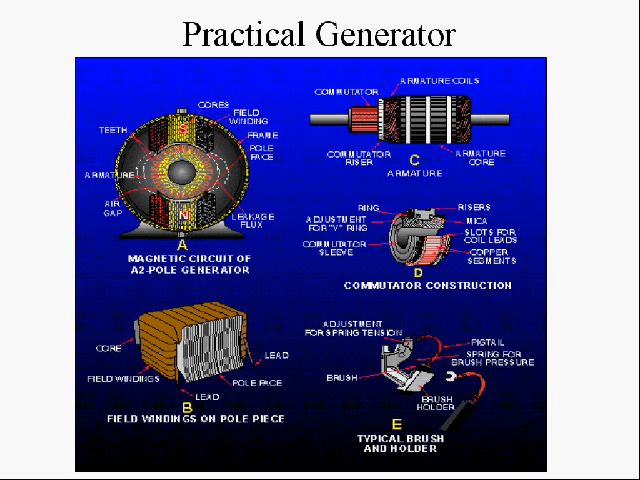 Practical Generator
CORES
FIELD
WINDING
TEETH
FRAME
POLE
FACE
S
ARMATURE
AIR
GAP
N
LEAKAGE
FLUX
A
MAGNETIC CIRCUIT OF
A2-POLE GENERATOR
ARMATURE COILS
COMMUTATOR
COMMUTATOR
RISER
C
ARMATURE
CORE
ARMATURE
RING
RISERS
ADJUSTMENT
FOR "V" RING
MICA
SLOTS FOR
COIL LEADS
COMMUTATOR
SLEEVE
COPPER
SEGMENTS
D
COMMUTATOR CONSTRUCTION
CORE
LEAD
FIELD WINDINGS
POLE FACE
LEAD
B
FIELD WINDINGS ON POLE PIECE
ADJUSTMENT
FOR SPRING TENSION
PIGTAIL
SPRING FOR
BRUSH PRESSURE
BRUSH
BRUSH
HOLDER
E
TYPICAL BRUSH
AND HOLDER